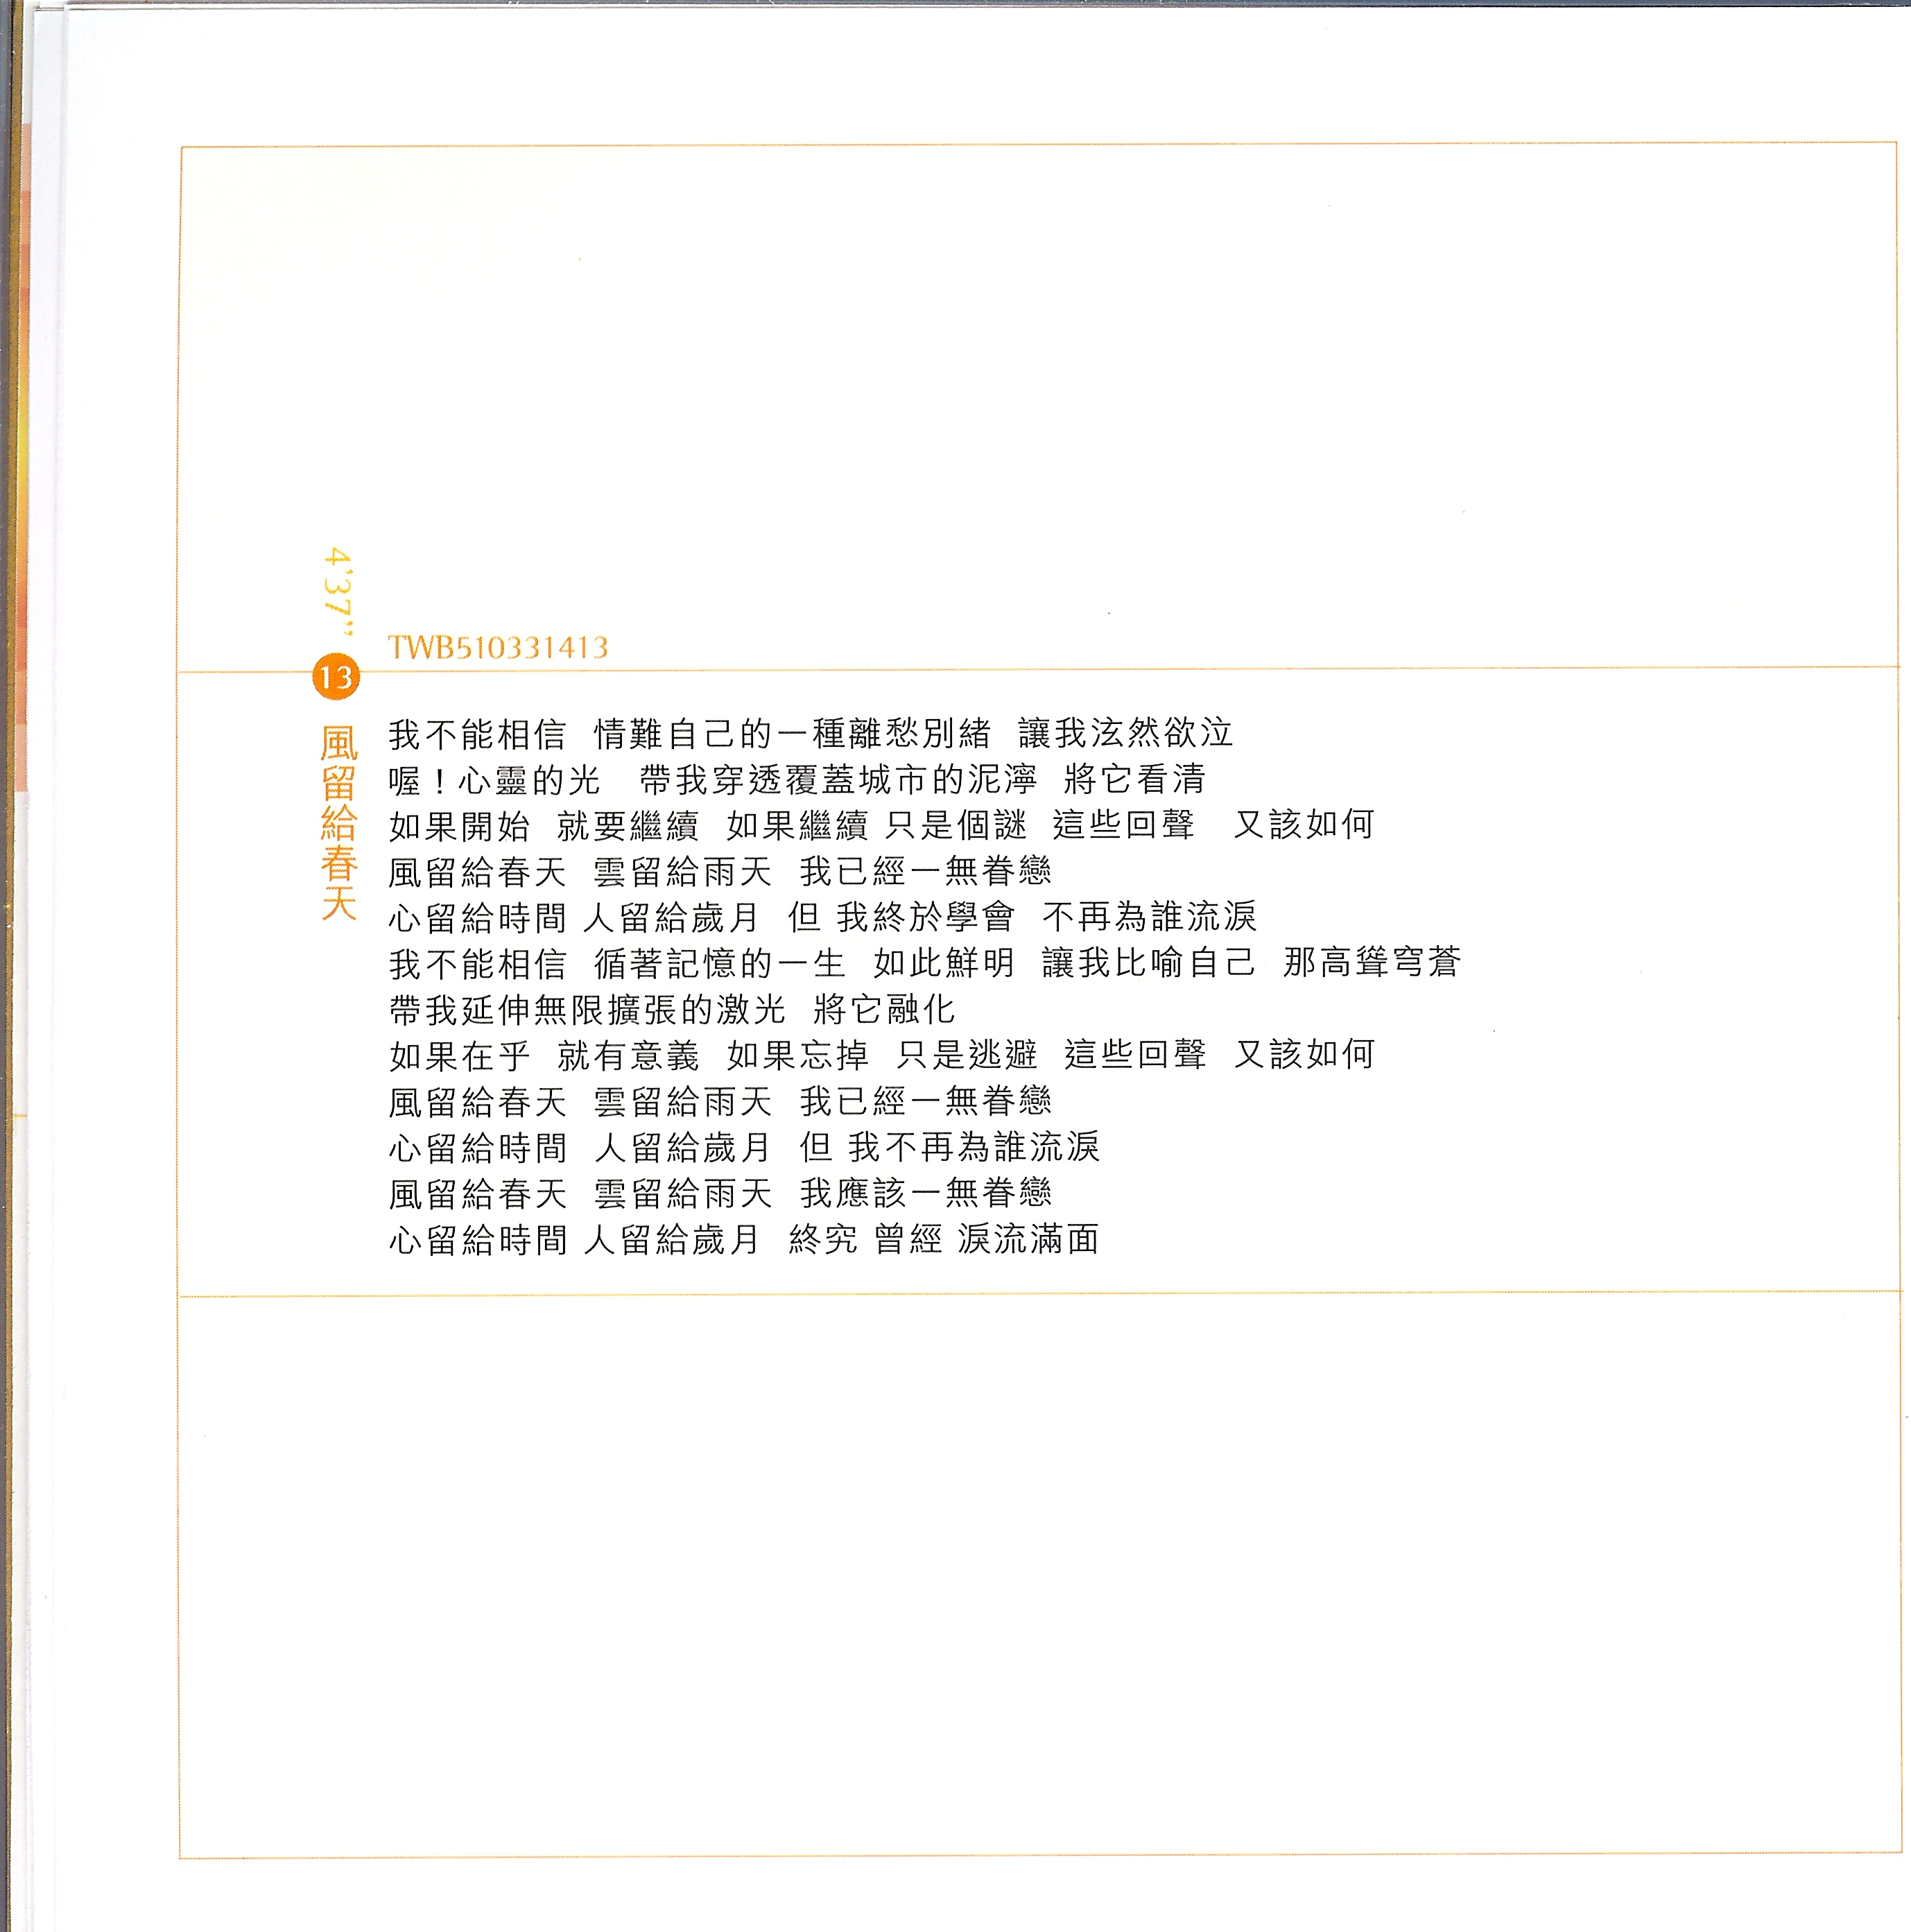 4'37"
TWB510331413
13
風留給春天
我不能相信 情難自己的一種離愁別緒 讓我泫然欲泣
喔！心靈的光 帶我穿透覆蓋城市的泥濘 將它看清
如果開始 就要繼續 如果繼續 只是個謎 這些回聲 又該如何
風留給春天 雲留給雨天 我已經一無眷戀
心留給時間 人留給歲月 但 我終於學會 不再為誰流淚
我不能相信 循著記憶的一生 如此鮮明 讓我比喻自己 那高聳穹蒼
帶我延伸無限擴張的激光 將它融化
如果在乎 就有意義 如果忘掉 只是逃避 這些回聲 又該如何
風留給春天 雲留給雨天 我已經一無眷戀
心留給時間 人留給歲月 但 我不再為誰流淚
風留給春天 雲留給雨天 我應該一無眷戀
心留給時間 人留給歲月 終究 曾經 淚流滿面